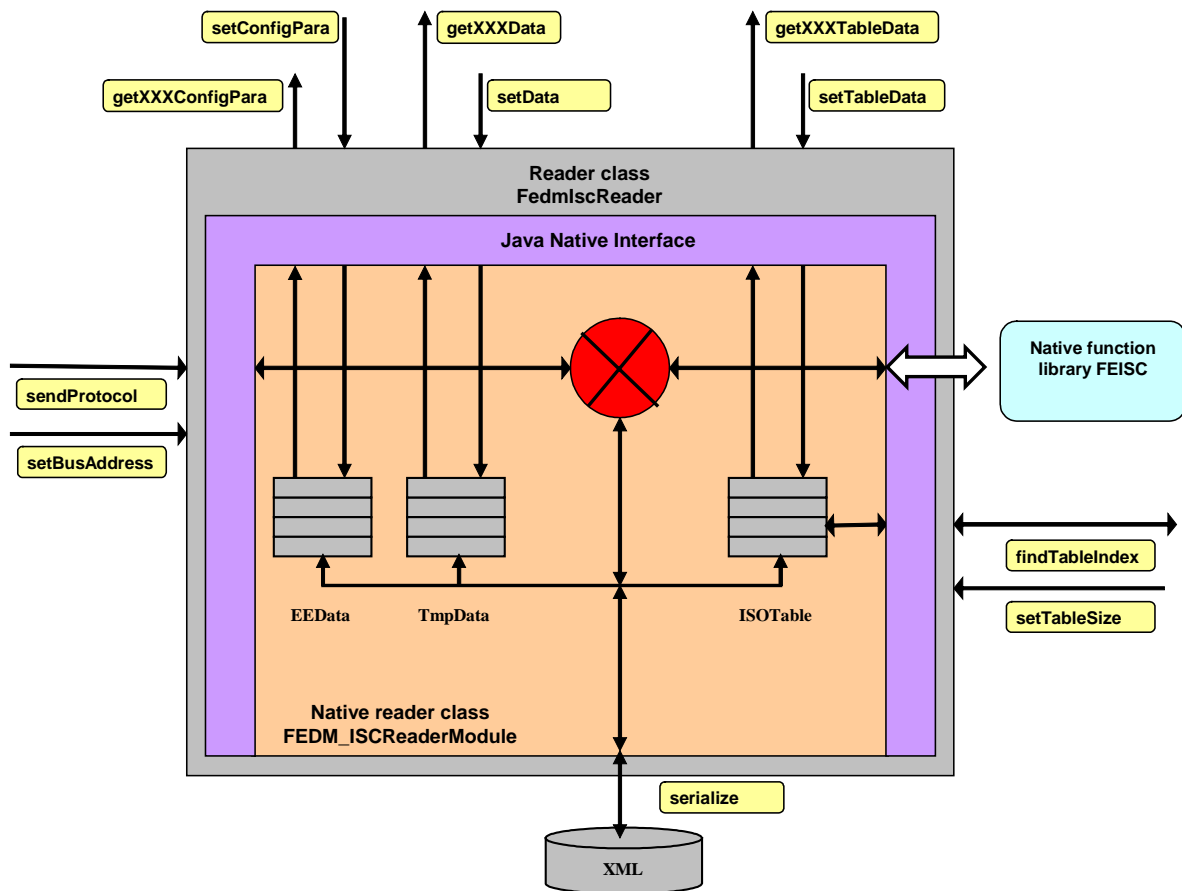 setConfigPara
getXXXData
getXXXTableData
getXXXConfigPara
setData
setTableData
Reader class
FedmIscReader
Java Native Interface
Native function
library FEISC
sendProtocol
setBusAddress
findTableIndex
EEData
TmpData
ISOTable
setTableSize
Native reader class
FEDM_ISCReaderModule
serialize
XML